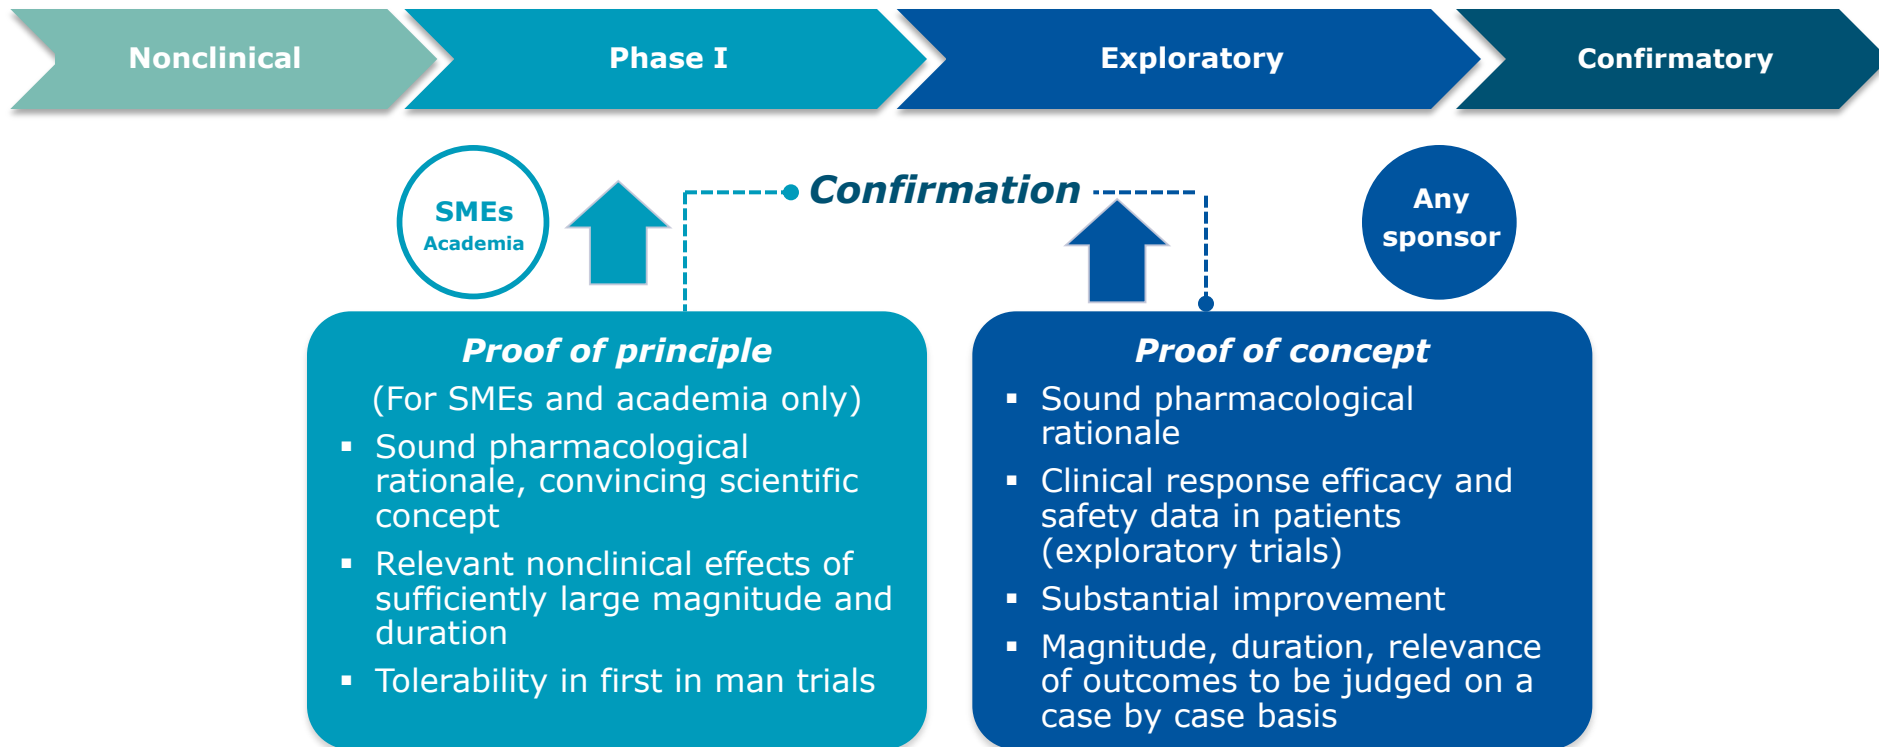 Nonclinical
Phase I
Exploratory
Confirmatory
SMEs
Academia
Confirmation
Any
sponsor
Proof of principle
(For SMEs and academia only)
▪ Sound pharmacological
rationale, convincing scientific
concept
▪ Relevant nonclinical effects of
sufficiently large magnitude and
duration
▪ Tolerability in first in man trials
Proof of concept
▪ Sound pharmacological
rationale
▪ Clinical response efficacy and
safety data in patients
(exploratory trials)
▪ Substantial improvement
▪ Magnitude, duration, relevance
of outcomes to be judged on a
case by case basis